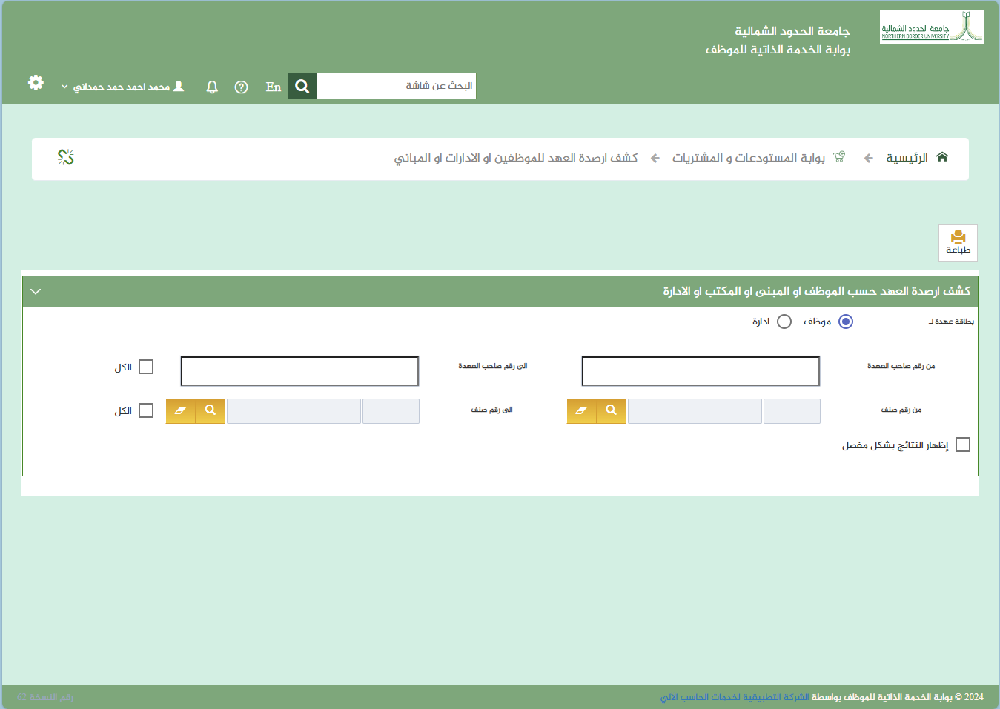 جامعة الحدود الشمالية
NORTHERN BORDER UNIVERSITY
جامعة الحدود الشمالية
بوابة الخدمة الذاتية للموظف
البحث عن شاشة
En
محمد احمد حمد حمداني
الرئيسية
بوابة المستودعات و المشتريات
كشف ارصدة العهد للموظفين او الادارات او المباني
طباعة
كشف ارصدة العهد حسب الموظف او المبنى او المكتب او الادارة
بطاقة عهدة لـ موظف ادارة
من رقم صاحب العهدة الى رقم صاحب العهدة الكل
من رقم صنف الى رقم صنف الكل
إظهار النتائج بشكل مفصل
2024 © بوابة الخدمة الذاتية للموظف بواسطة الشركة التطبيقية لخدمات الحاسب الآلي
رقم النسخة 62